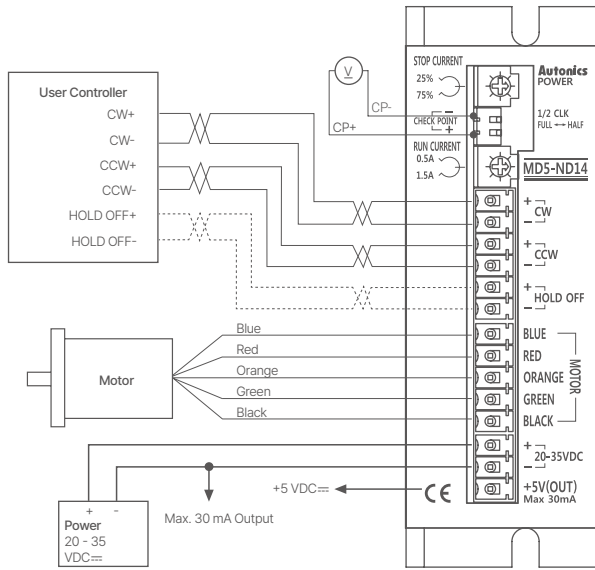 User Controller
CW+
CW-
CCW+
CCW-
HOLD OFF+
HOLD OFF-
V
CP-
CP+
STOP CURRENT
25%
75%
CHECK POINT
-
+
RUN CURRENT
0.5A
1.5A
Autonics
POWER
1/2 CLK
FULL ↔ HALF
MD5-ND14
+
CW
-
+
CCW
-
+
HOLD OFF
-
Motor
Blue
Red
Orange
Green
Black
BLUE
RED
ORANGE
GREEN
BLACK
MOTOR
+
20-35VDC
-
+5V(OUT)
Max 30mA
CE
+5 VDC⎓
Max. 30 mA Output
+ -
Power
20 - 35
VDC⎓